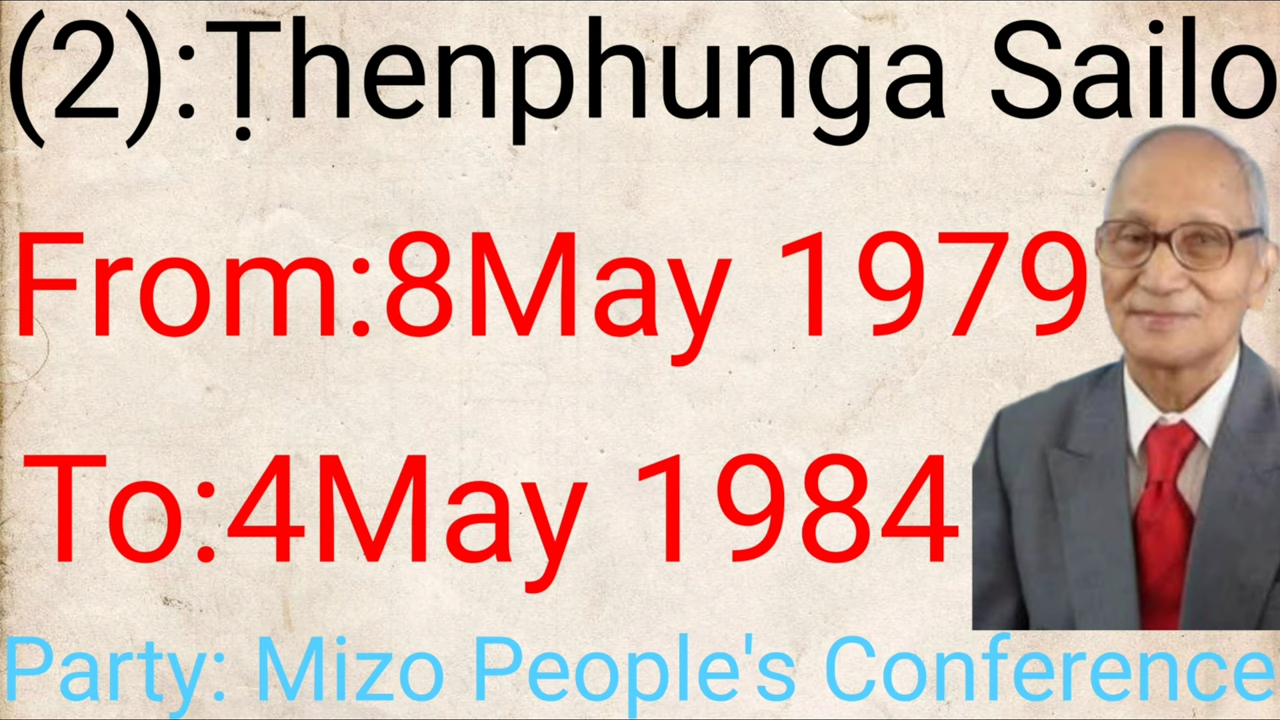 (2):Ṭhenphunga Sailo
From:8May 1979
To:4May 1984
Party: Mizo People's Conference